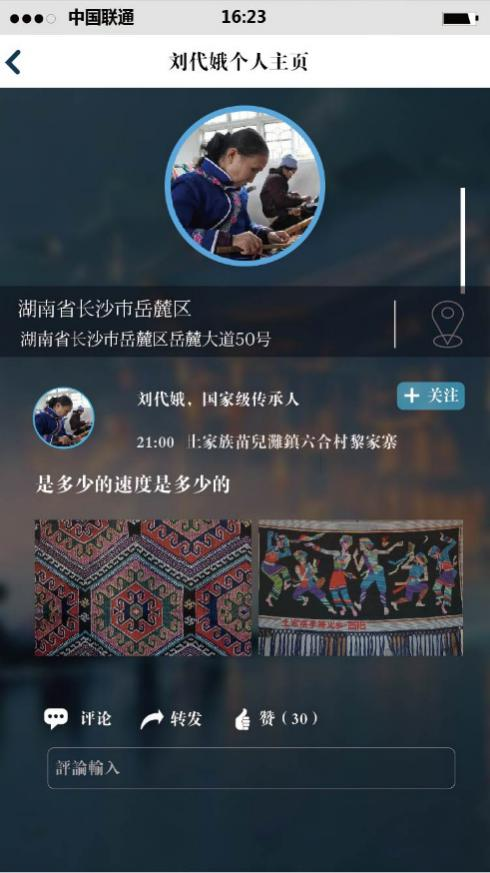 中国联通 16:23
刘代娥个人主页
湖南省长沙市岳麓区
湖南省长沙市岳麓区岳麓大道50号
刘代娥，国家级传承人
+ 关注
21:00 土家族苗兒灘鎮六合村黎家寨
是多少的速度是多少的
评论 转发 赞（30）
評論輸入